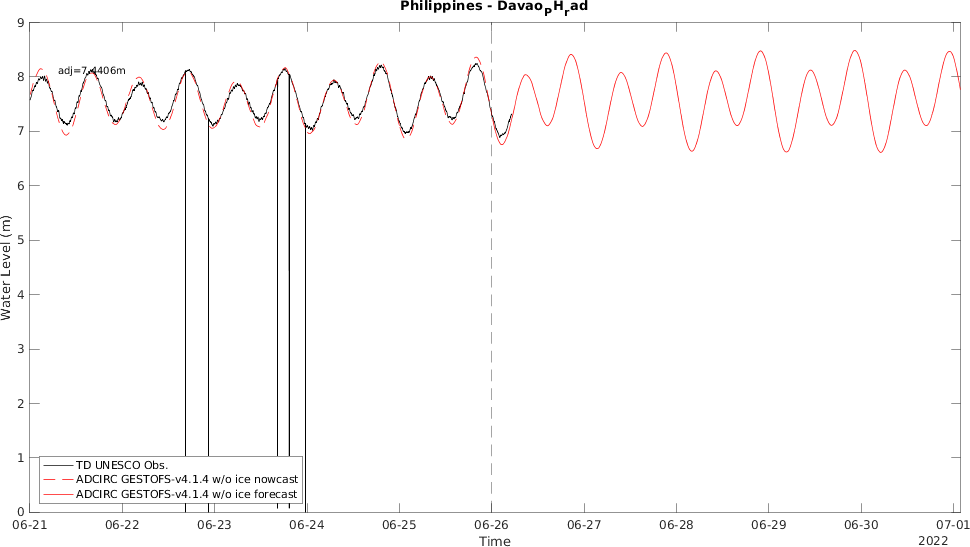 Philippines - DavaoPHrad
9
8
7
6
5
4
3
2
1
0
adj=7.4406m
Water Level (m)
TD UNESCO Obs.
ADCIRC GESTOFS-v4.1.4 w/o ice nowcast
ADCIRC GESTOFS-v4.1.4 w/o ice forecast
06-21 06-22 06-23 06-24 06-25 06-26 06-27 06-28 06-29 06-30 07-01
Time
2022